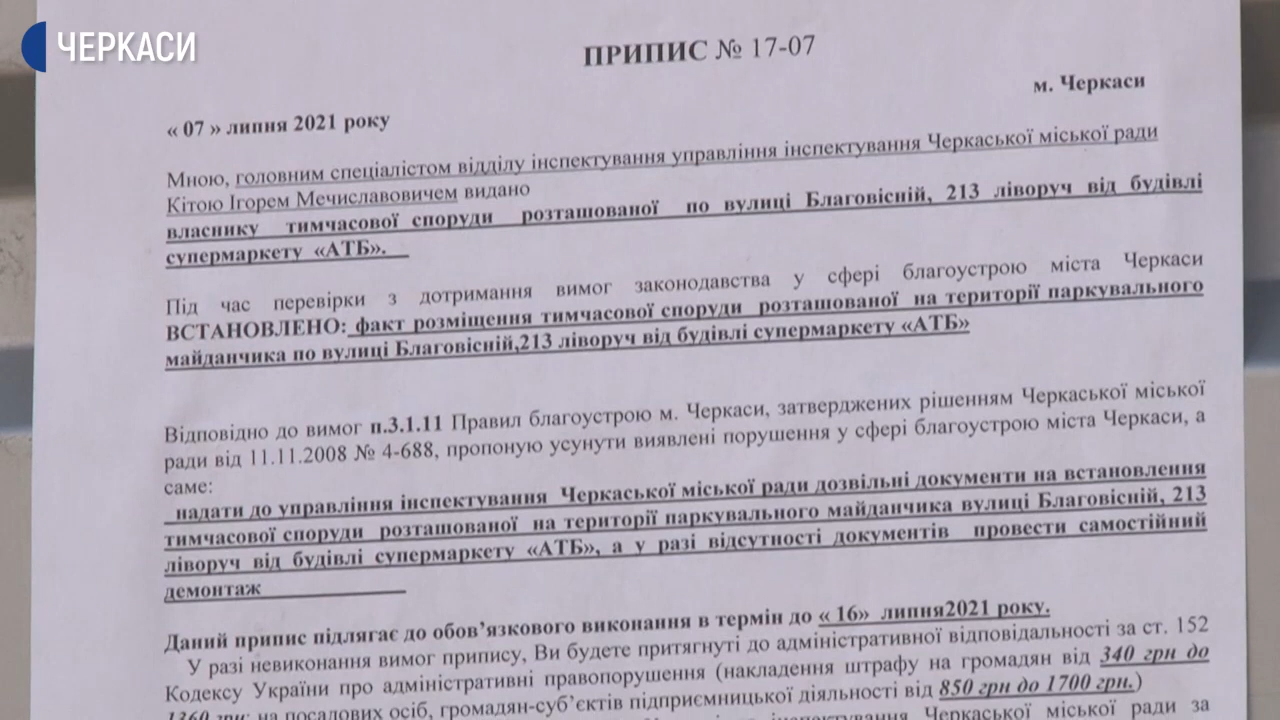 ЧЕРКАСИ
ПРИПИС № 17-07
м. Черкаси
« 07 » липня 2021 року
Мною, головним спеціалістом відділу інспектування управління інспектування Черкаської міської ради
Кітою Ігорем Мечиславовичем видано
власнику тимчасової споруди розташованої по вулиці Благовісній, 213 ліворуч від будівлі
супермаркету «АТБ».
Під час перевірки з дотримання вимог законодавства у сфері благоустрою міста Черкаси
ВСТАНОВЛЕНО: факт розміщення тимчасової споруди розташованої на території паркувального
майданчика по вулиці Благовісній,213 ліворуч від будівлі супермаркету «АТБ»
Відповідно до вимог п.3.1.11 Правил благоустрою м. Черкаси, затверджених рішенням Черкаської міської
ради від 11.11.2008 № 4-688, пропоную усунути виявлені порушення у сфері благоустрою міста Черкаси, а
саме:
надати до управління інспектування Черкаської міської ради дозвільні документи на встановлення
тимчасової споруди розташованої на території паркувального майданчика вулиці Благовісній, 213
ліворуч від будівлі супермаркету «АТБ», а у разі відсутності документів провести самостійний
демонтаж
Даний припис підлягає до обов’язкового виконання в термін до « 16» липня2021 року.
У разі невиконання вимог припису, Ви будете притягнуті до адміністративної відповідальності за ст. 152
Кодексу України про адміністративні правопорушення (накладення штрафу на громадян від 340 грн до
1360 грн; на посадових осіб, громадян-суб’єктів підприємницької діяльності від 850 грн до 1700 грн.)
інспектування Черкаської міської ради за